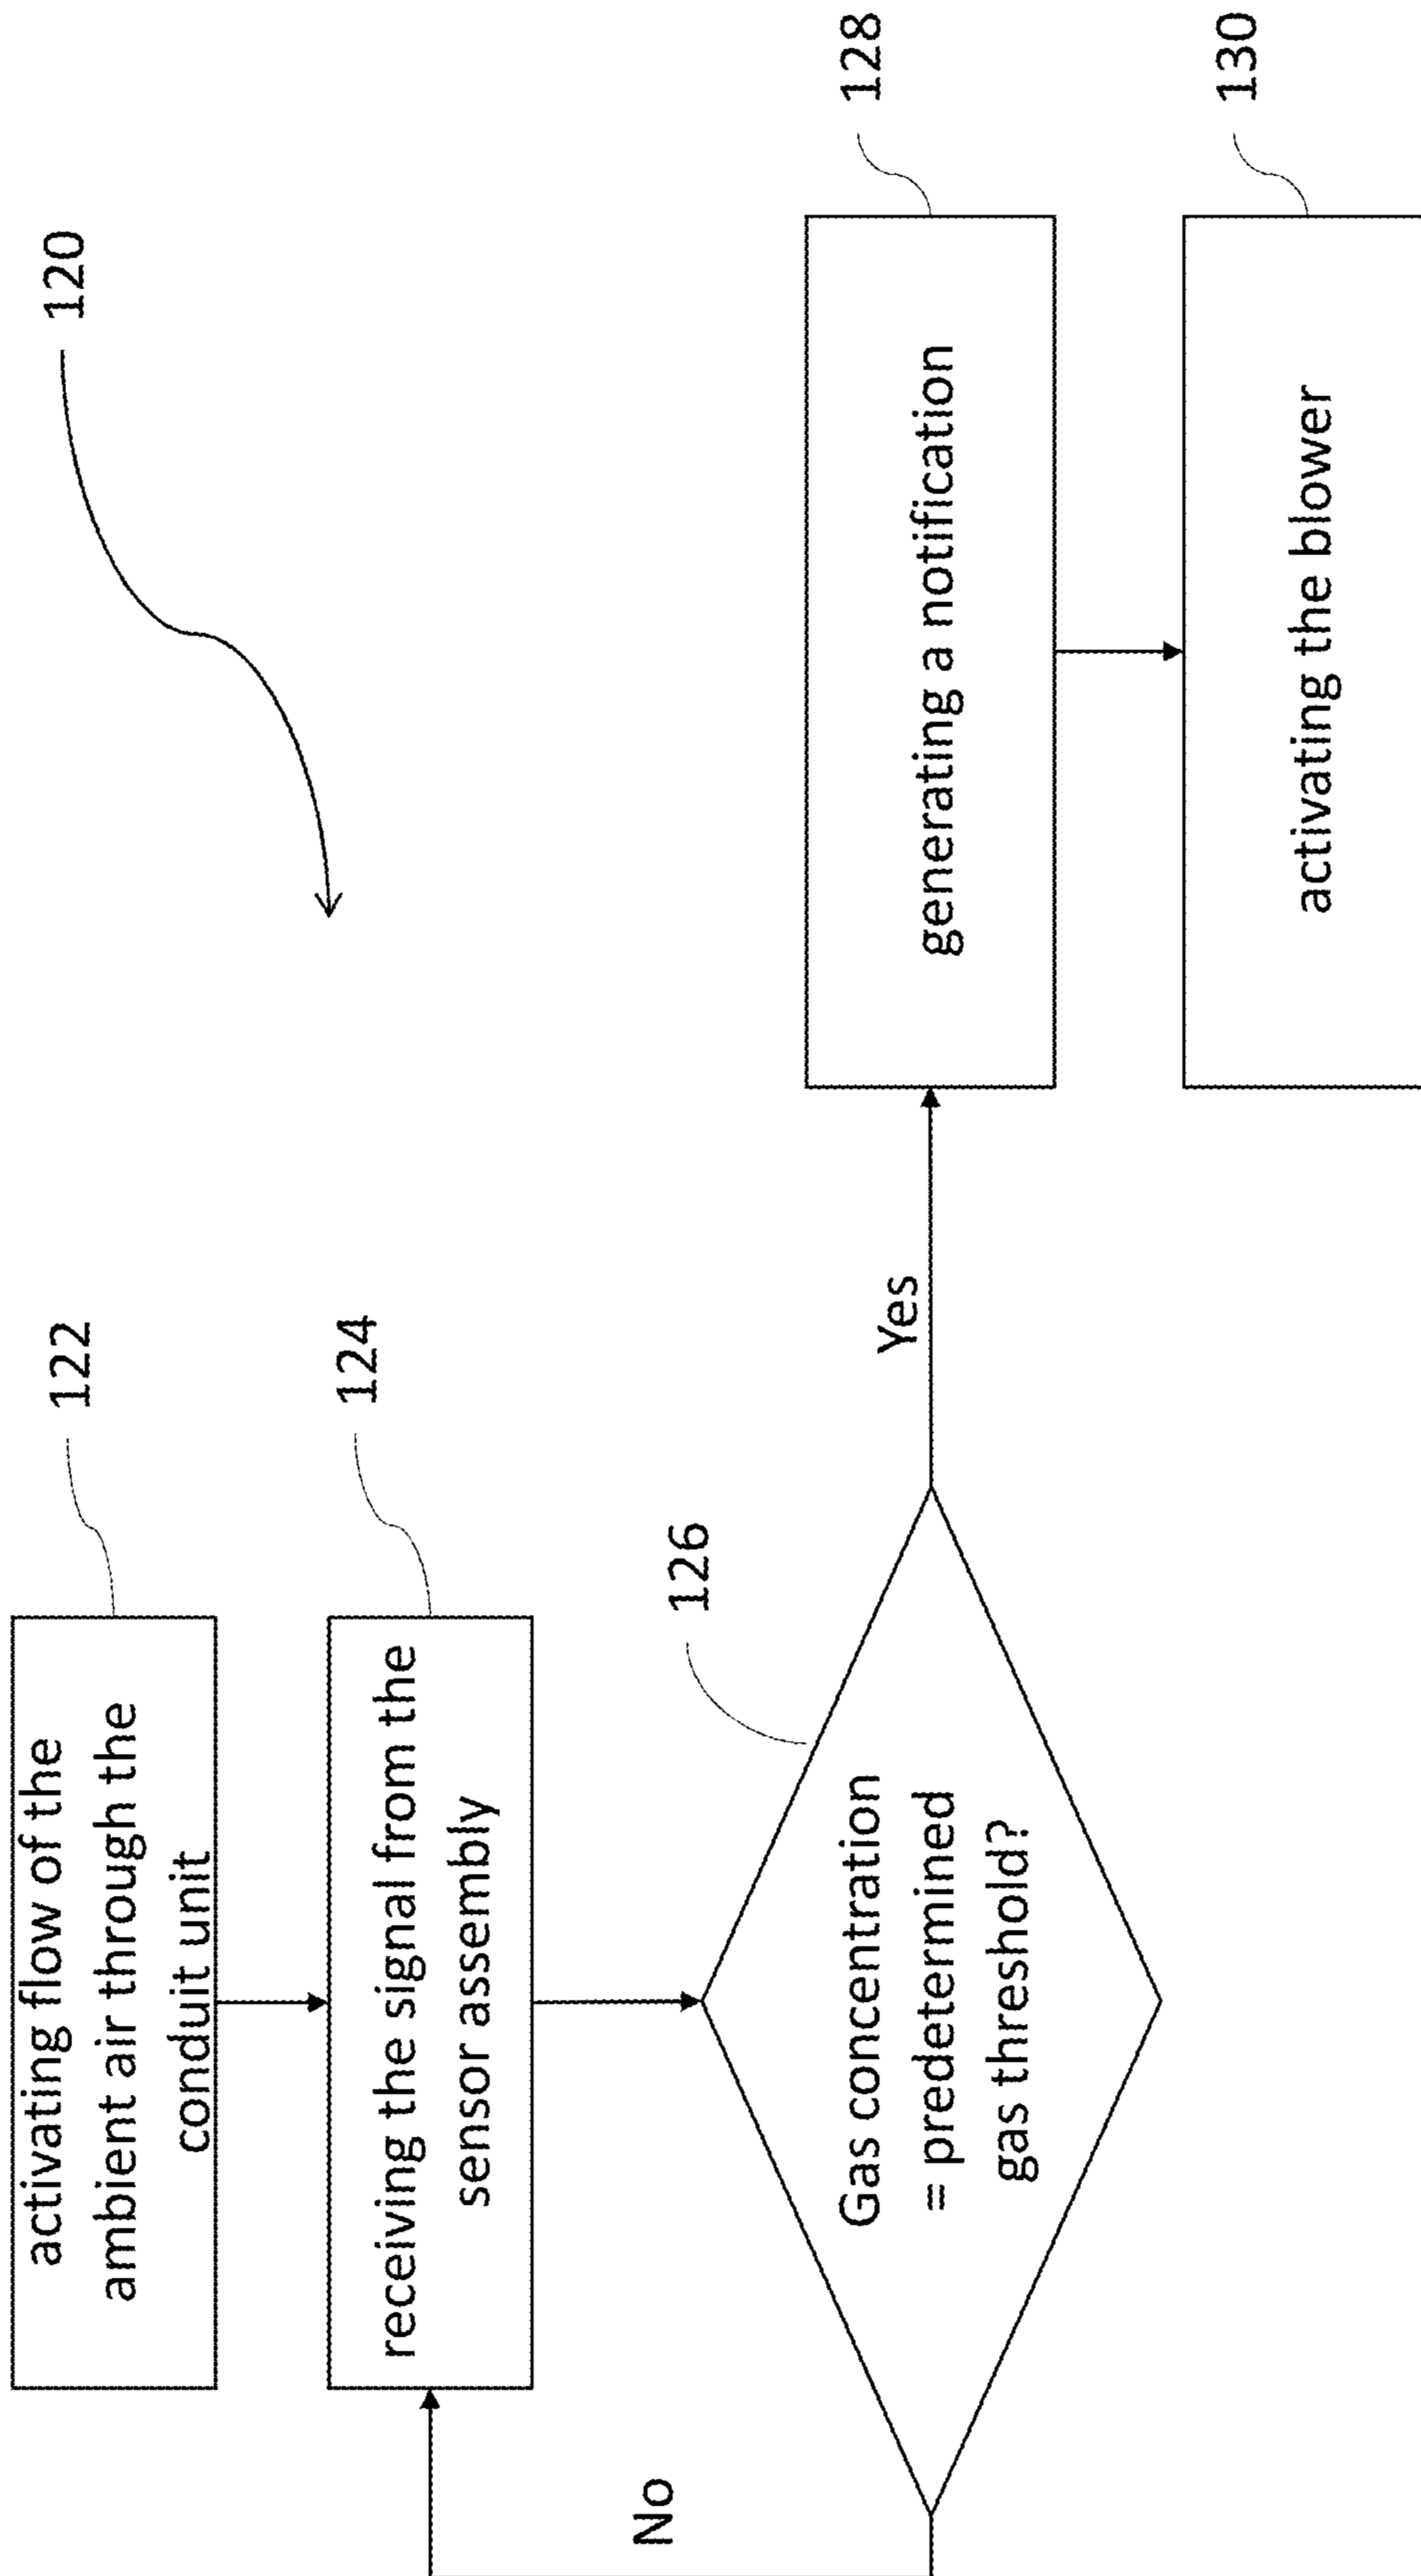 120
activating flow of the
ambient air through the
conduit unit
122
receiving the signal from the
sensor assembly
124
126
Gas concentration
= predetermined
gas threshold?
No
Yes
generating a notification
128
activating the blower
130